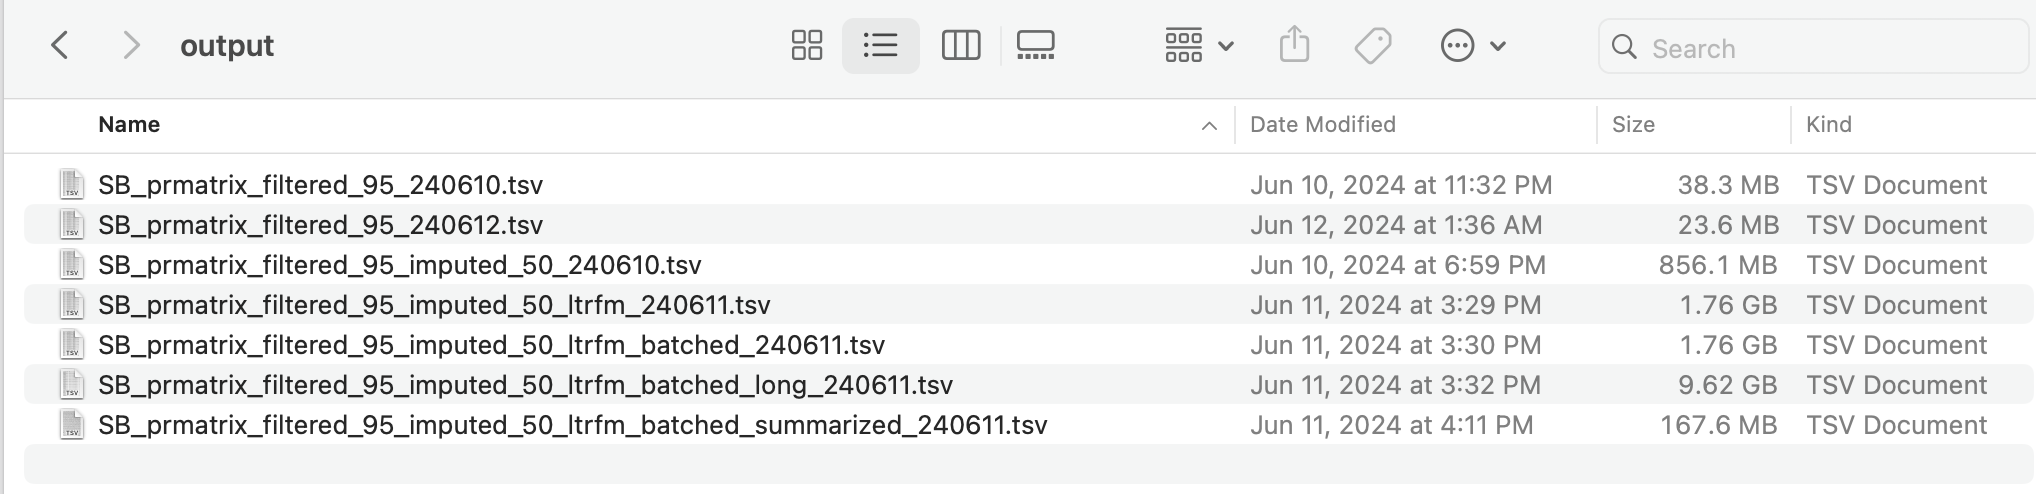 output
Search
Name Date Modified Size Kind
SB_prmatrix_filtered_95_240610.tsv Jun 10, 2024 at 11:32 PM 38.3 MB TSV Document
SB_prmatrix_filtered_95_240612.tsv Jun 12, 2024 at 1:36 AM 23.6 MB TSV Document
SB_prmatrix_filtered_95_imputed_50_240610.tsv Jun 10, 2024 at 6:59 PM 856.1 MB TSV Document
SB_prmatrix_filtered_95_imputed_50_ltrfm_240611.tsv Jun 11, 2024 at 3:29 PM 1.76 GB TSV Document
SB_prmatrix_filtered_95_imputed_50_ltrfm_batched_240611.tsv Jun 11, 2024 at 3:30 PM 1.76 GB TSV Document
SB_prmatrix_filtered_95_imputed_50_ltrfm_batched_long_240611.tsv Jun 11, 2024 at 3:32 PM 9.62 GB TSV Document
SB_prmatrix_filtered_95_imputed_50_ltrfm_batched_summarized_240611.tsv Jun 11, 2024 at 4:11 PM 167.6 MB TSV Document